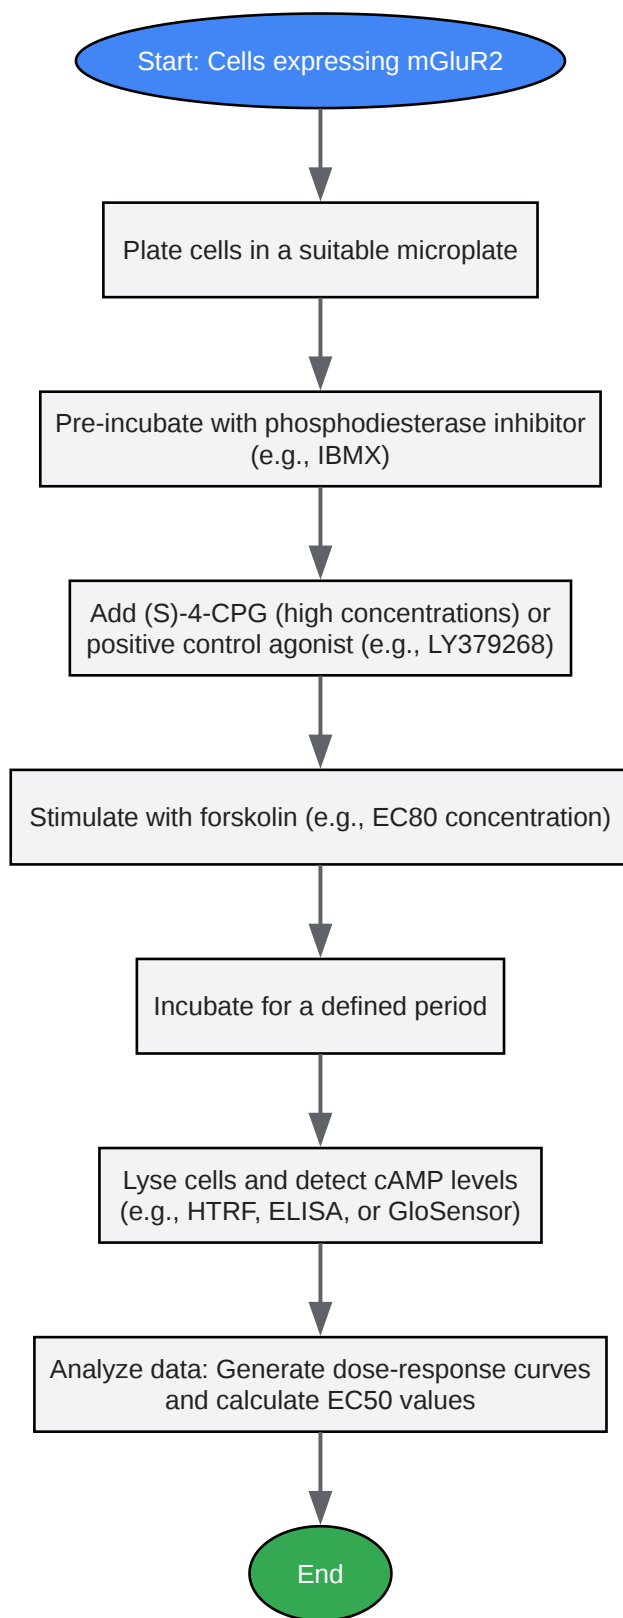 Start: Cells expressing mGluR2
Plate cells in a suitable microplate
Pre-incubate with phosphodiesterase inhibitor
(e.g., IBMX)
Add (S)-4-CPG (high concentrations) or
positive control agonist (e.g., LY379268)
Stimulate with forskolin (e.g., EC80 concentration)
Incubate for a defined period
Lyse cells and detect cAMP levels
(e.g., HTRF, ELISA, or GloSensor)
Analyze data: Generate dose-response curves
and calculate EC50 values
End